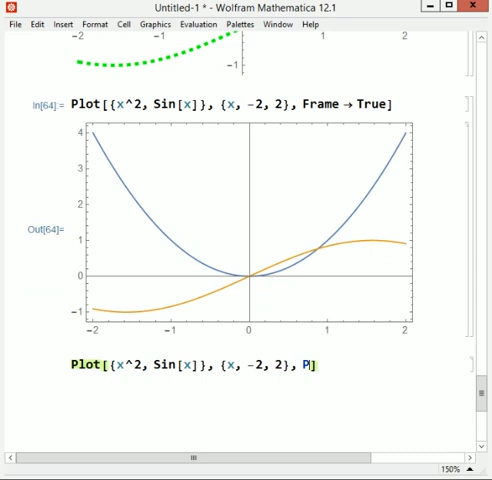 Untitled-1 * - Wolfram Mathematica 12.1
File Edit Insert Format Cell Graphics Evaluation Palettes Window Help
-2 -1 1 2
-1
In[64]:= Plot[{x^2, Sin[x]}, {x, -2, 2}, Frame → True]
4
3
2
Out[64]=
1
0
-1
-2 -1 0 1 2
Plot[{x^2, Sin[x]}, {x, -2, 2}, P]
150%